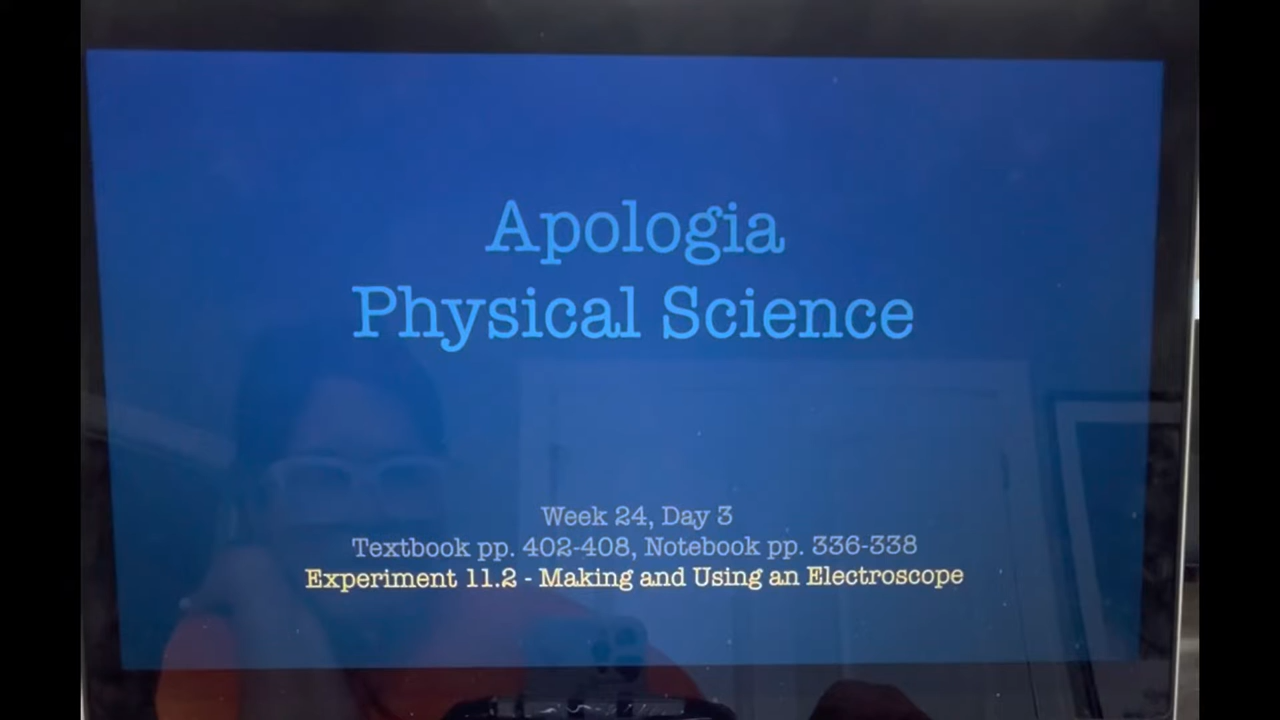 Apologia
Physical Science
Week 24, Day 3
Textbook pp. 402-408, Notebook pp. 336-338
Experiment 11.2 - Making and Using an Electroscope